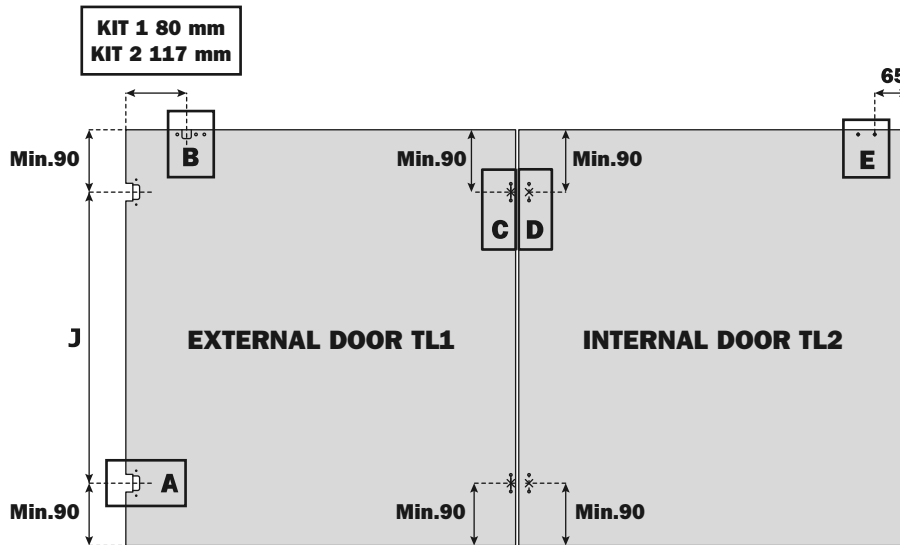 KIT 1 80 mm
KIT 2 117 mm
65
Min.90
B
Min.90
Min.90
E
C
D
J
EXTERNAL DOOR TL1
INTERNAL DOOR TL2
A
Min.90
Min.90
Min.90